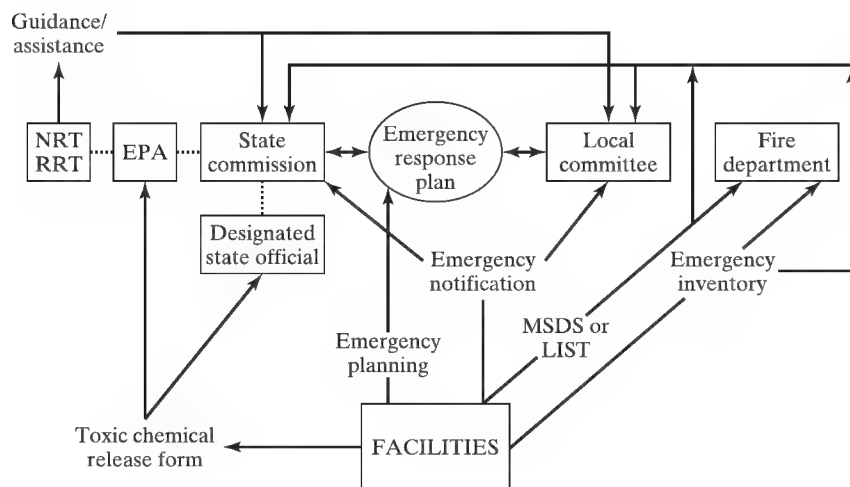 Guidance/
assistance
NRT
RRT
EPA
State
commission
Emergency
response
plan
Local
committee
Fire
department
Designated
state official
Emergency
notification
Emergency
inventory
MSDS or
LIST
Emergency
planning
Toxic chemical
release form
FACILITIES